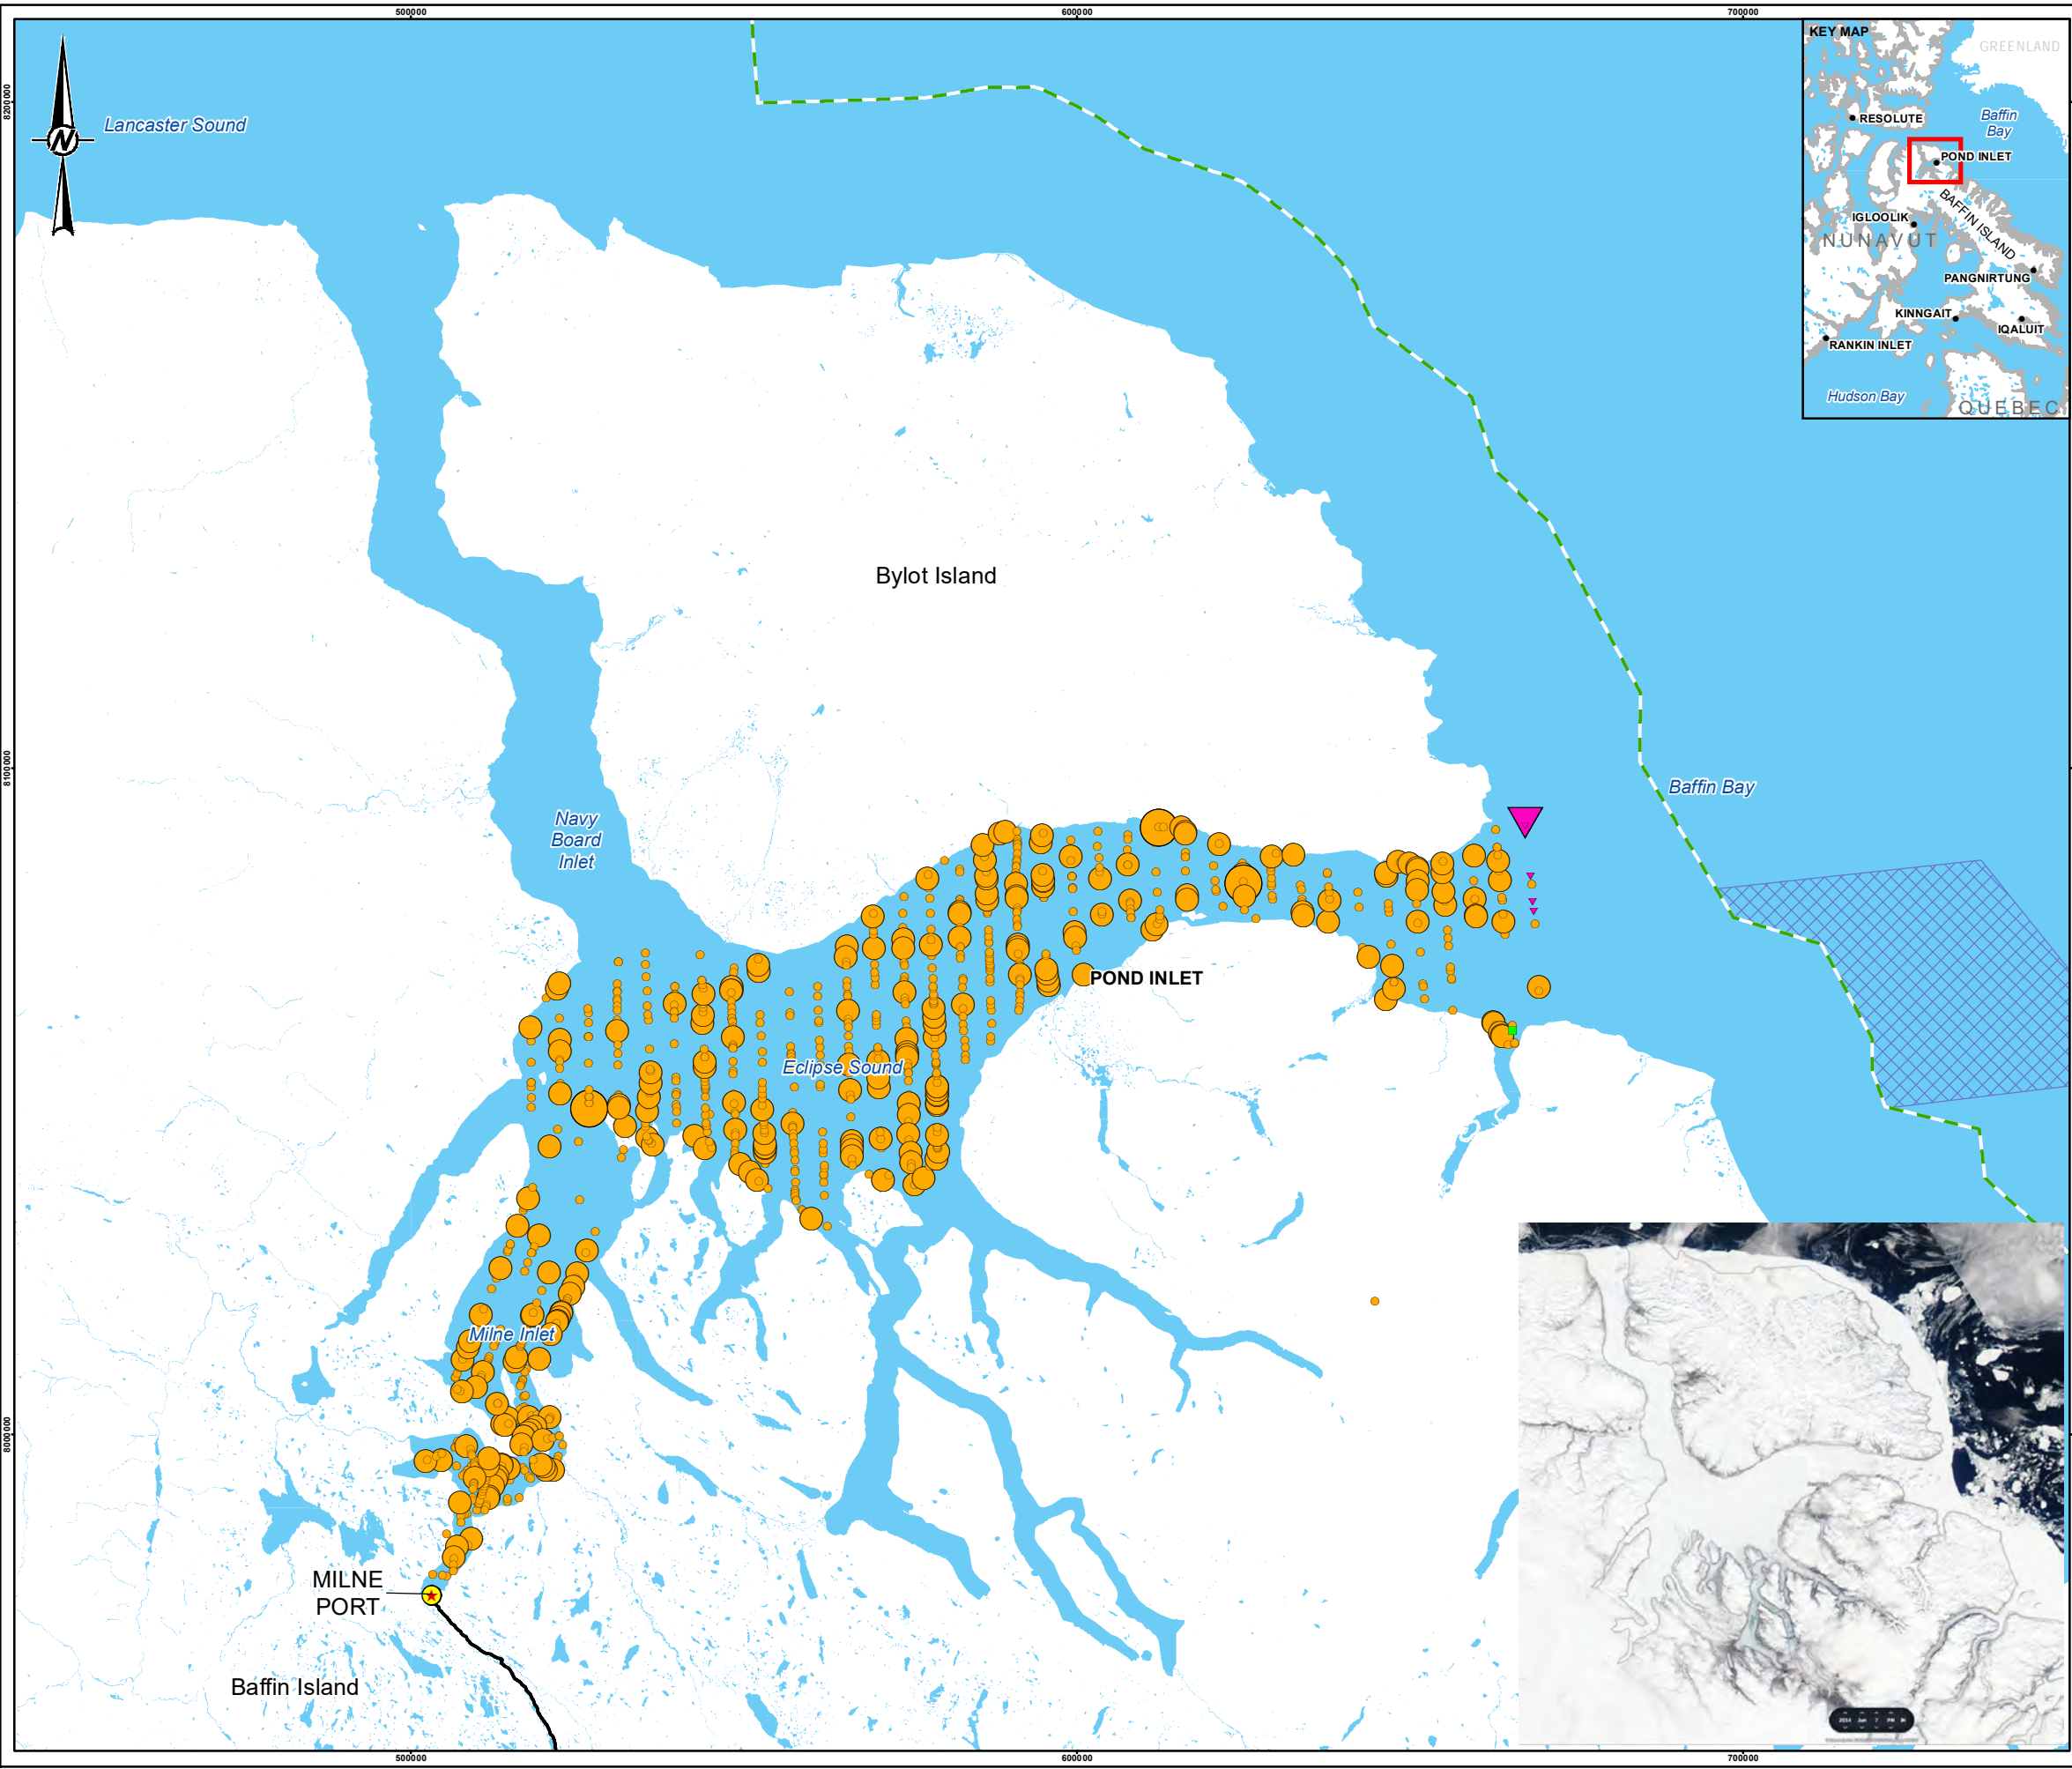 500000
600000
700000
8200000
8100000
8000000
N
Lancaster Sound
KEY MAP
GREENLAND
Baffin
Bay
RESOLUTE
POND INLET
BAFFIN ISLAND
IGLOOLIK
NUNAVUT
PANGNIRTUNG
KINNGAIT
IQALUIT
RANKIN INLET
Hudson Bay
QUEBEC
Bylot Island
Baffin Bay
Navy
Board
Inlet
POND INLET
Eclipse Sound
Milne Inlet
MILNE
PORT
Baffin Island
500000
600000
700000